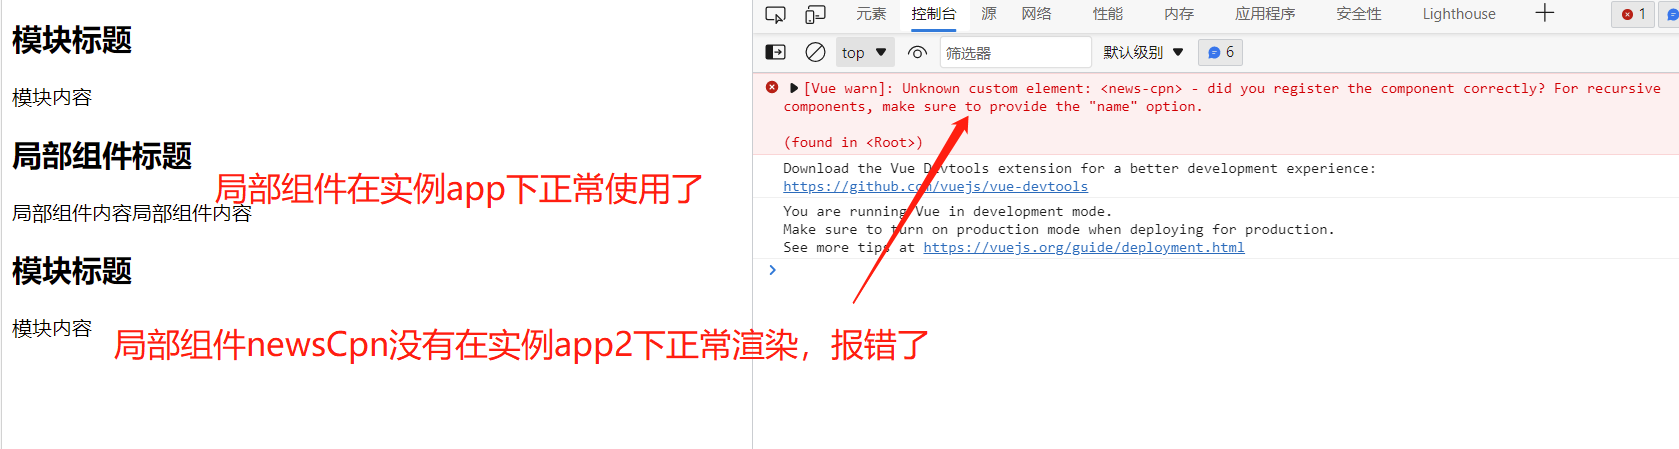 模块标题
模块内容
局部组件标题
局部组件在实例app下正常使用了
局部组件内容局部组件内容
模块标题
模块内容
局部组件newsCpn没有在实例app2下正常渲染，报错了
元素 控制台 源 网络 性能 内存 应用程序 安全性 Lighthouse 1
top 筛选器 默认级别 6
[Vue warn]: Unknown custom element: <news-cpn> - did you register the component correctly? For recursive
components, make sure to provide the "name" option.
(found in <Root>)
Download the Vue Devtools extension for a better development experience:
https://github.com/vuejs/vue-devtools
You are running Vue in development mode.
Make sure to turn on production mode when deploying for production.
See more tips at https://vuejs.org/guide/deployment.html